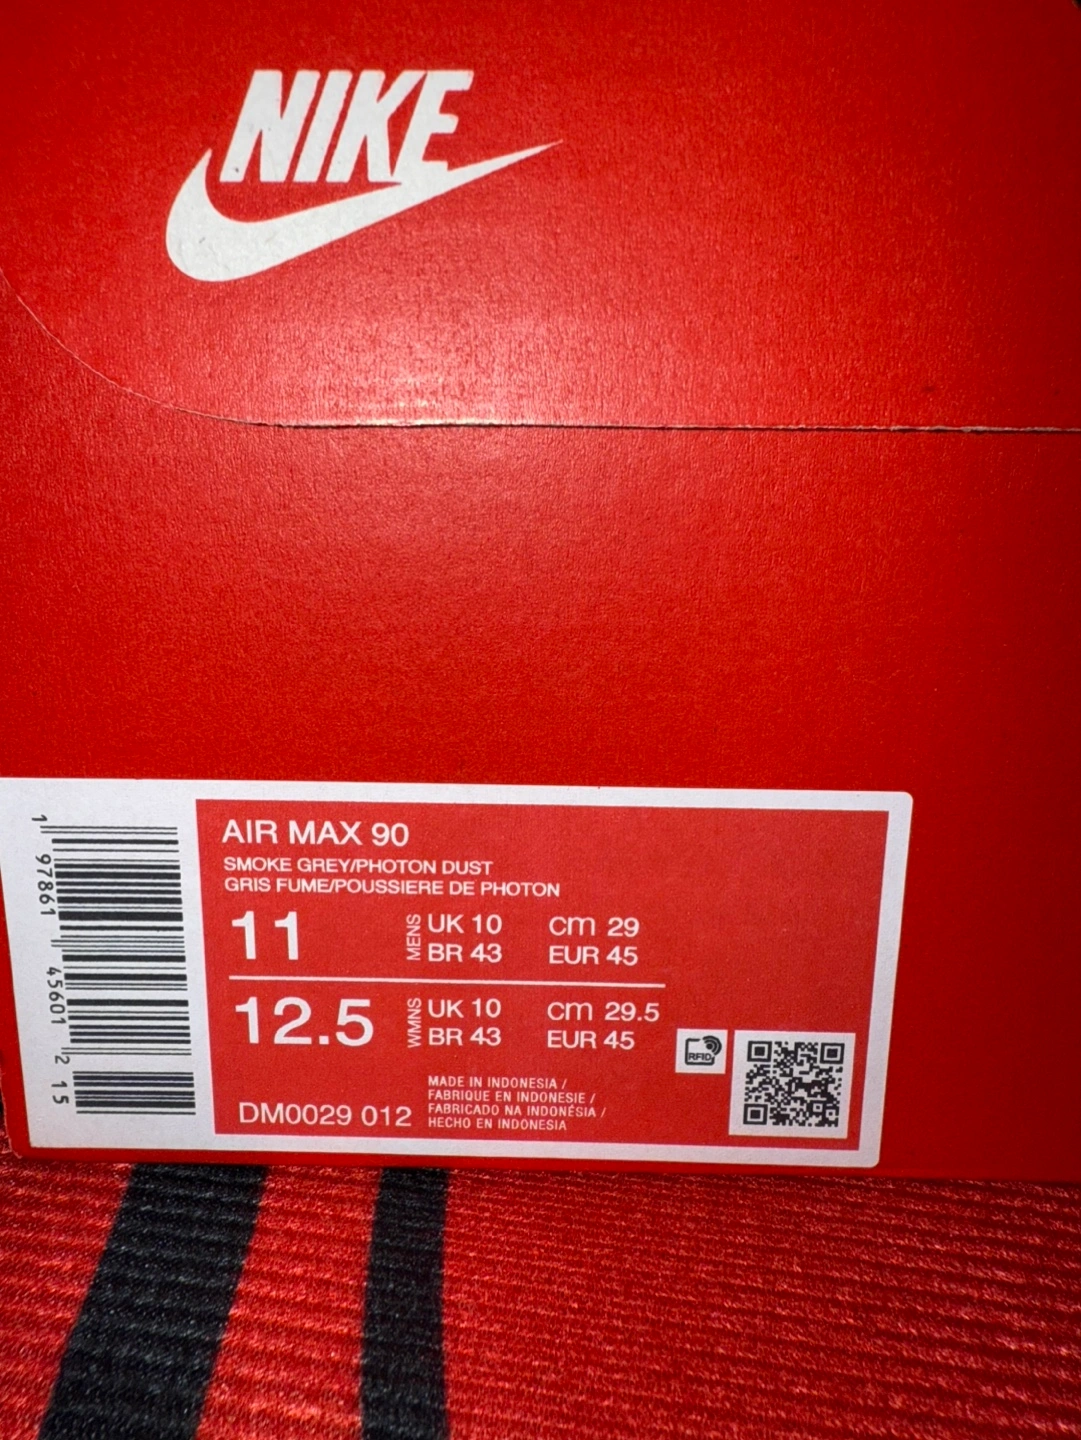 NIKE
AIR MAX 90
SMOKE GREY/PHOTON DUST
GRIS FUME/POUSSIERE DE PHOTON
11 MENS UK 10 cm 29
BR 43 EUR 45
12.5 WMNS UK 10 cm 29.5
BR 43 EUR 45
RFID
MADE IN INDONESIA /
FABRIQUE EN INDONESIE /
FABRICADO NA INDONÉSIA /
HECHO EN INDONESIA
DM0029 012
1 97861 45601 2 15